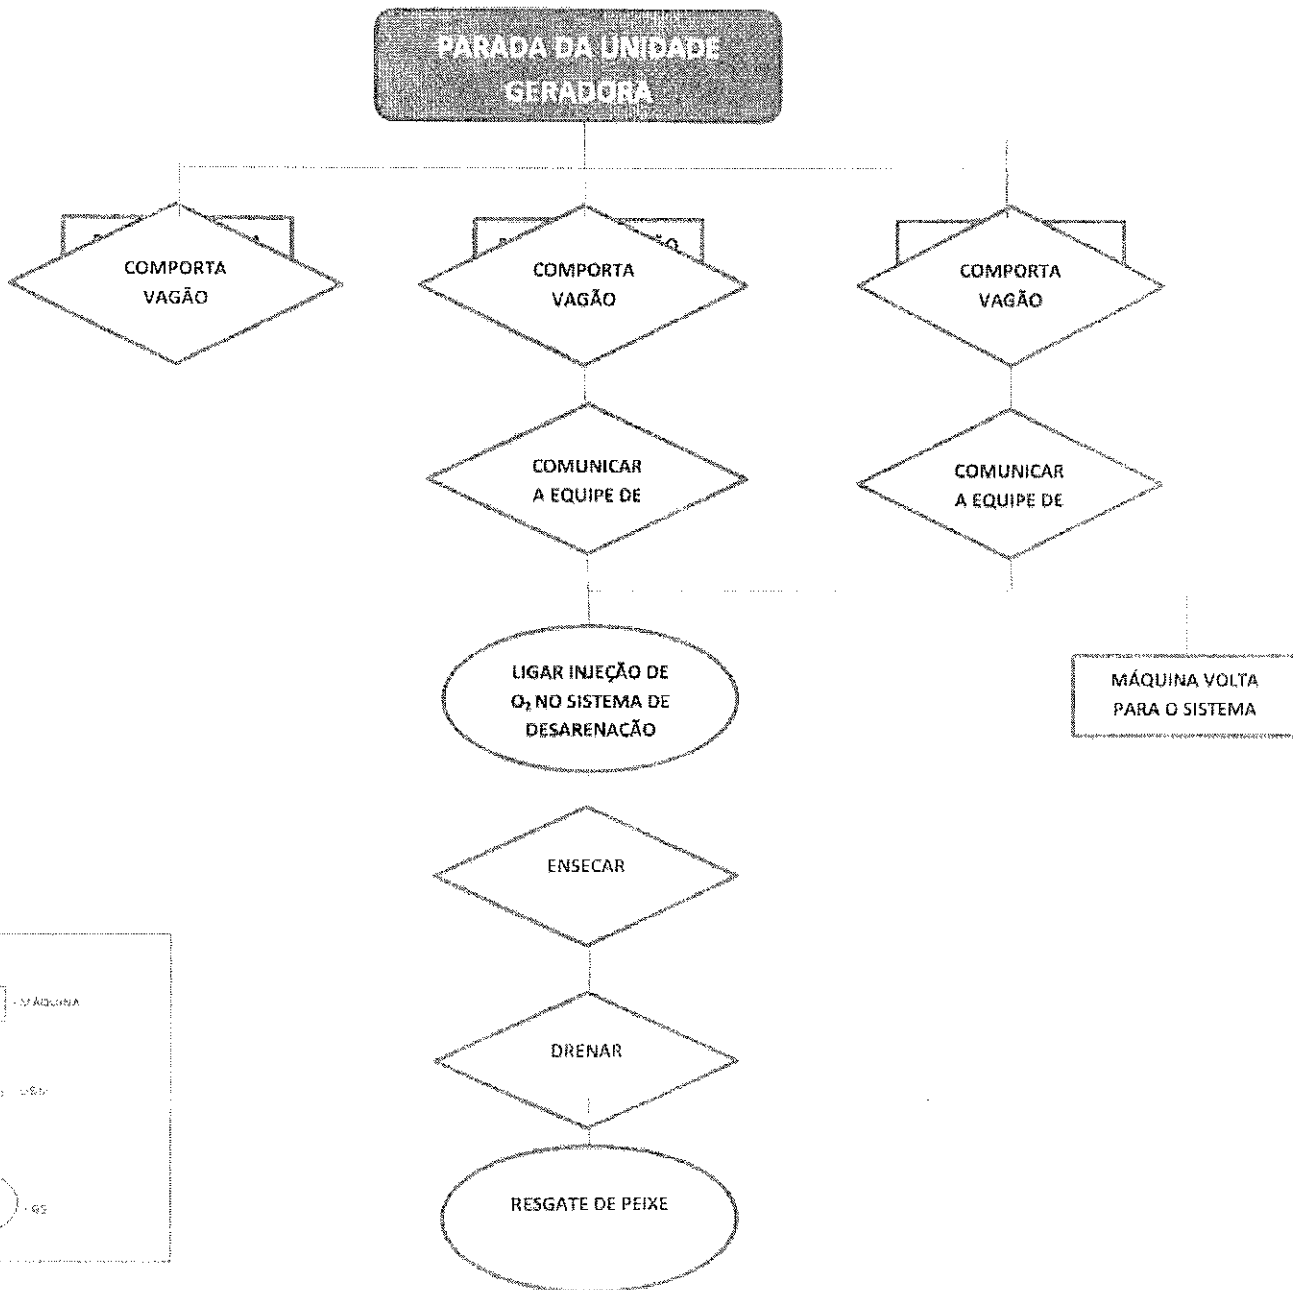 PARADA DA UNIDADE
GERADORA
COMPORTA
VAGÃO
COMPORTA
VAGÃO
COMPORTA
VAGÃO
COMUNICAR
A EQUIPE DE
COMUNICAR
A EQUIPE DE
LIGAR INJEÇÃO DE
O₂ NO SISTEMA DE
DESARENAÇÃO
MÁQUINA VOLTA
PARA O SISTEMA
ENSECAR
- MÁQUINA
DRENAR
RESGATE DE PEIXE